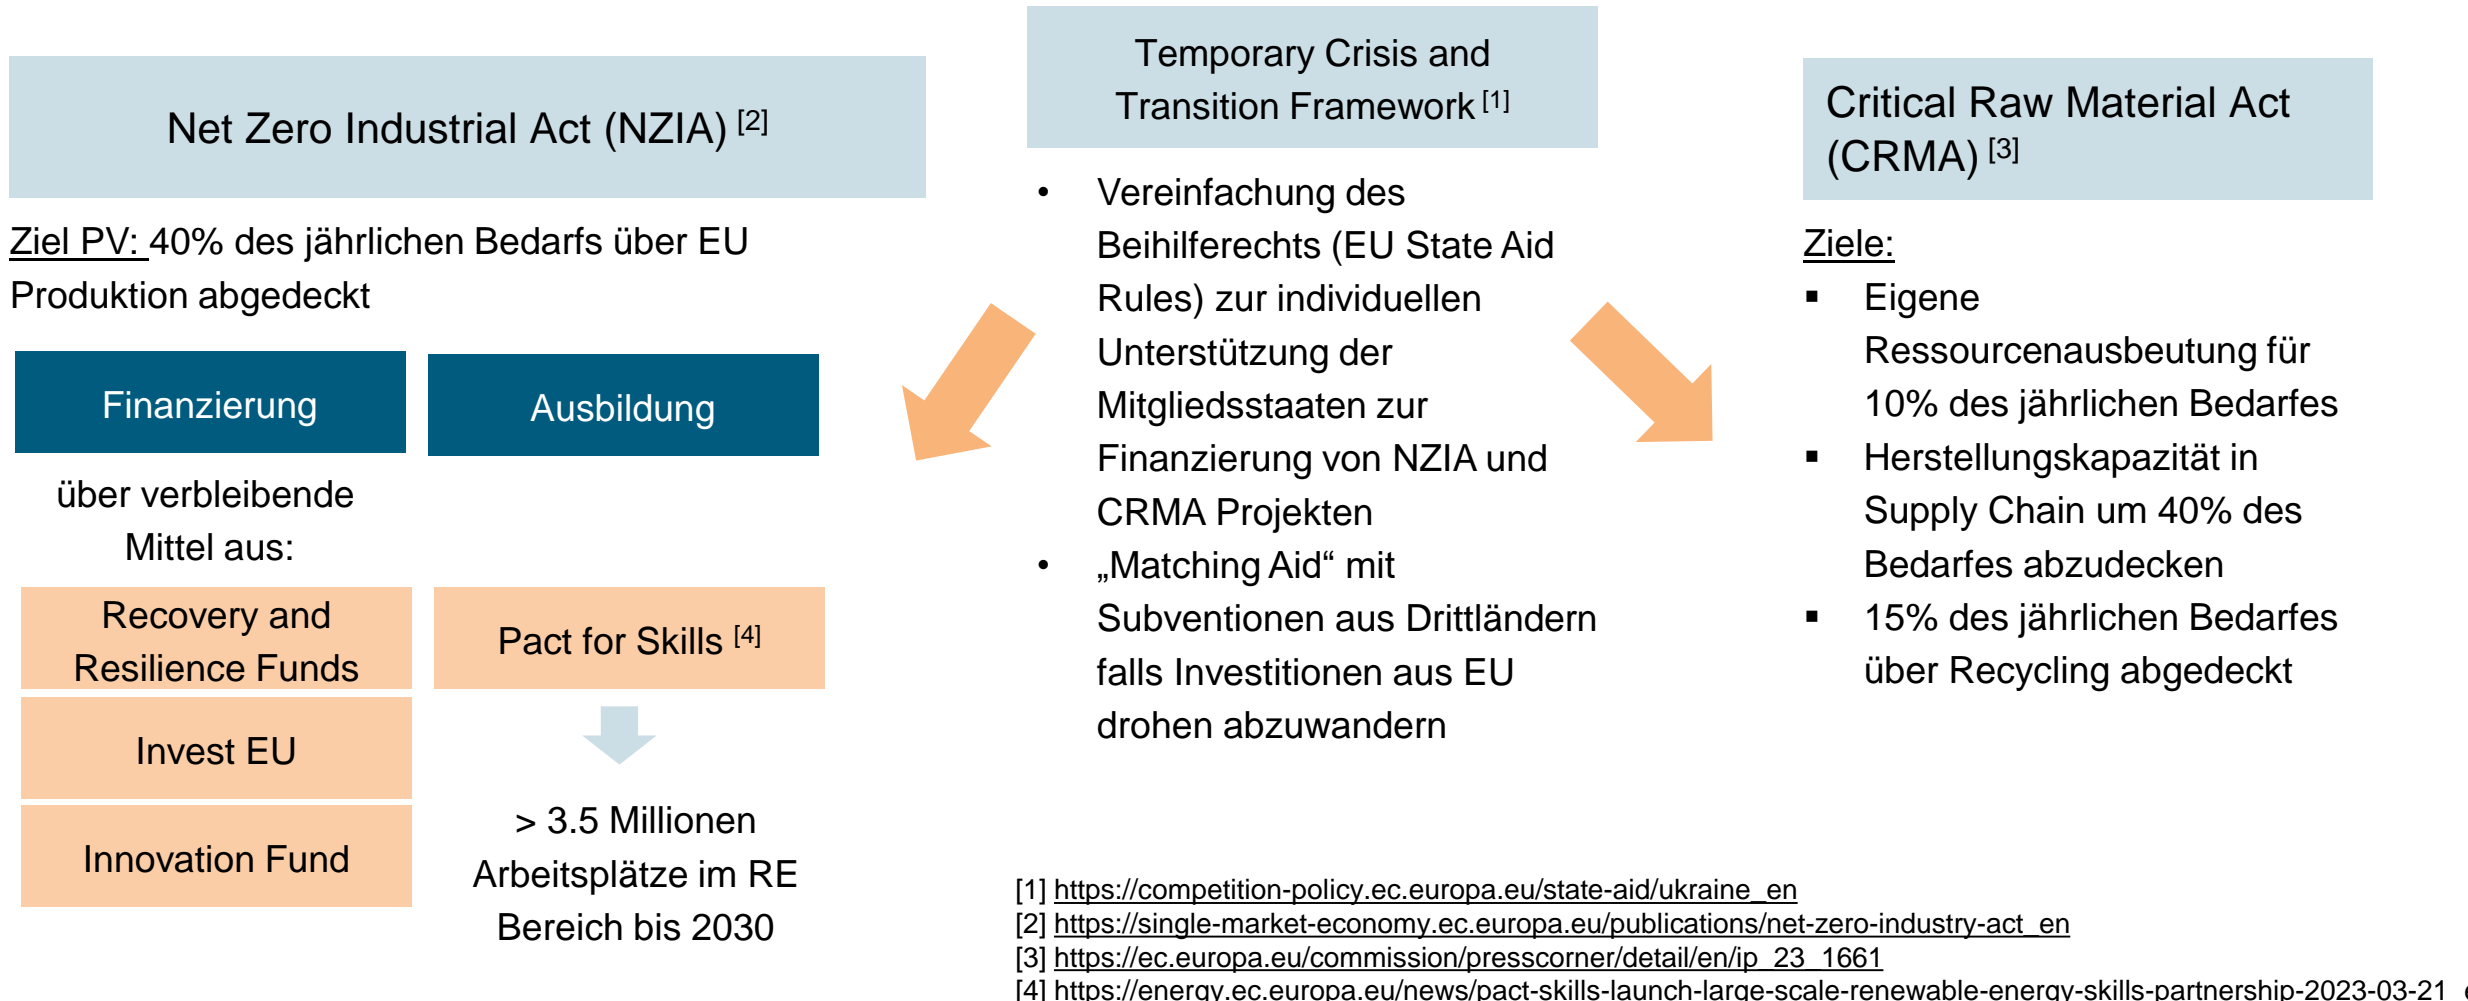 Net Zero Industrial Act (NZIA) [2]
Ziel PV: 40% des jährlichen Bedarfs über EU
Produktion abgedeckt
Finanzierung
Ausbildung
über verbleibende
Mittel aus:
Recovery and
Resilience Funds
Invest EU
Innovation Fund
Pact for Skills [4]
> 3.5 Millionen
Arbeitsplätze im RE
Bereich bis 2030
Temporary Crisis and
Transition Framework [1]
• Vereinfachung des
Beihilferechts (EU State Aid
Rules) zur individuellen
Unterstützung der
Mitgliedsstaaten zur
Finanzierung von NZIA und
CRMA Projekten
• „Matching Aid“ mit
Subventionen aus Drittländern
falls Investitionen aus EU
drohen abzuwandern
Critical Raw Material Act
(CRMA) [3]
Ziele:
▪ Eigene
Ressourcenausbeutung für
10% des jährlichen Bedarfes
▪ Herstellungskapazität in
Supply Chain um 40% des
Bedarfes abzudecken
▪ 15% des jährlichen Bedarfes
über Recycling abgedeckt
[1] https://competition-policy.ec.europa.eu/state-aid/ukraine_en
[2] https://single-market-economy.ec.europa.eu/publications/net-zero-industry-act_en
[3] https://ec.europa.eu/commission/presscorner/detail/en/ip_23_1661
[4] https://energy.ec.europa.eu/news/pact-skills-launch-large-scale-renewable-energy-skills-partnership-2023-03-21_